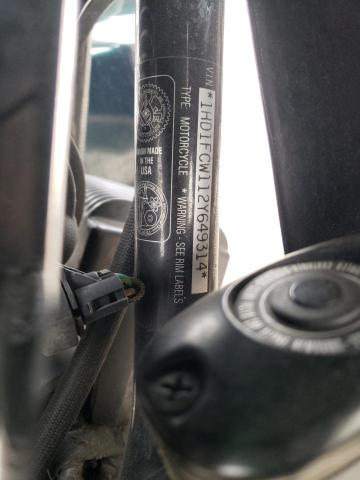 VIN
*1HD1FCW112Y649314*
TYPE MOTORCYCLE * WARNING - SEE RIM LABELS
MADE
IN THE
USA